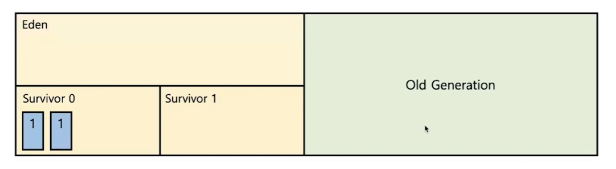 Eden
Old Generation
Survivor 0
Survivor 1
1 1